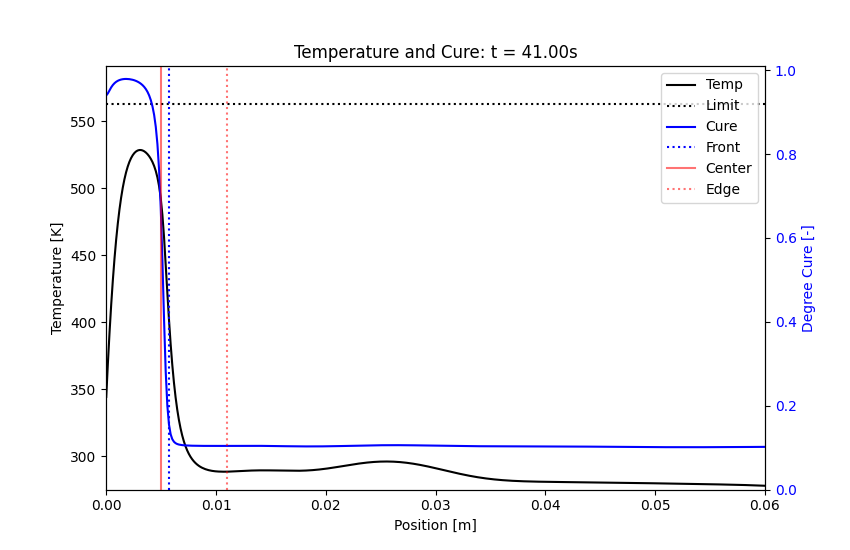 Temperature and Cure: t = 41.00s
Temp
Limit
Cure
Front
Center
Edge
Temperature [K]
550
500
450
400
350
300
Degree Cure [-]
1.0
0.8
0.6
0.4
0.2
0.0
0.00 0.01 0.02 0.03 0.04 0.05 0.06
Position [m]